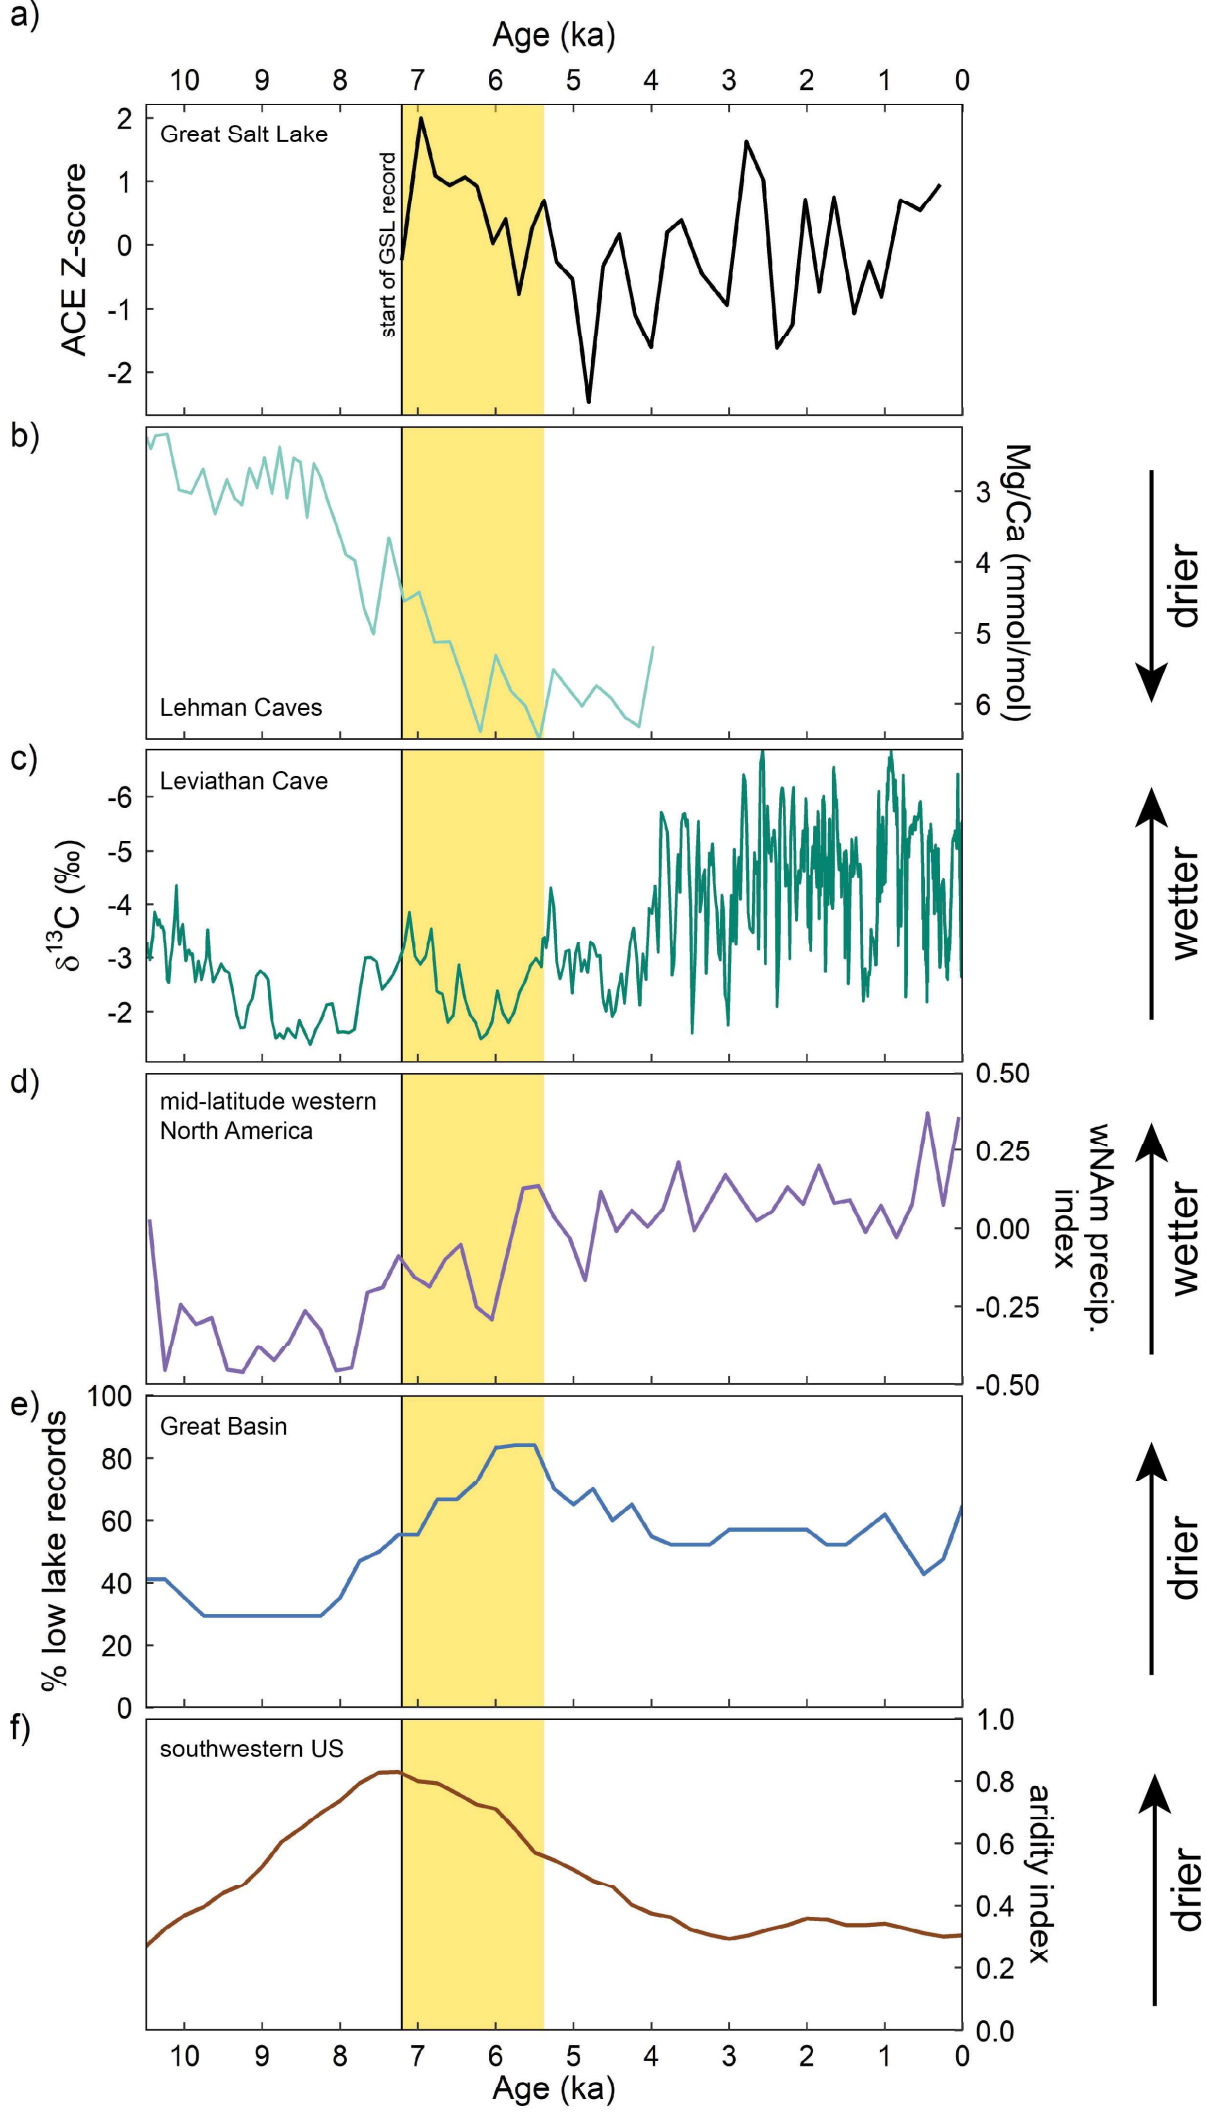 a)
Age (ka)
10 9 8 7 6 5 4 3 2 1 0
Great Salt Lake
ACE Z-score
2
1
0
-1
-2
start of GSL record
b)
Lehman Caves
3
4
5
6
Mg/Ca (mmol/mol)
drier
c)
Leviathan Cave
δ13C (‰)
-6
-5
-4
-3
-2
wetter
d)
mid-latitude western
North America
0.50
0.25
0.00
-0.25
-0.50
wNAm precip.
index
wetter
e)
Great Basin
% low lake records
100
80
60
40
20
0
drier
f)
southwestern US
1.0
0.8
0.6
0.4
0.2
0.0
aridity index
drier
10 9 8 7 6 5 4 3 2 1 0
Age (ka)